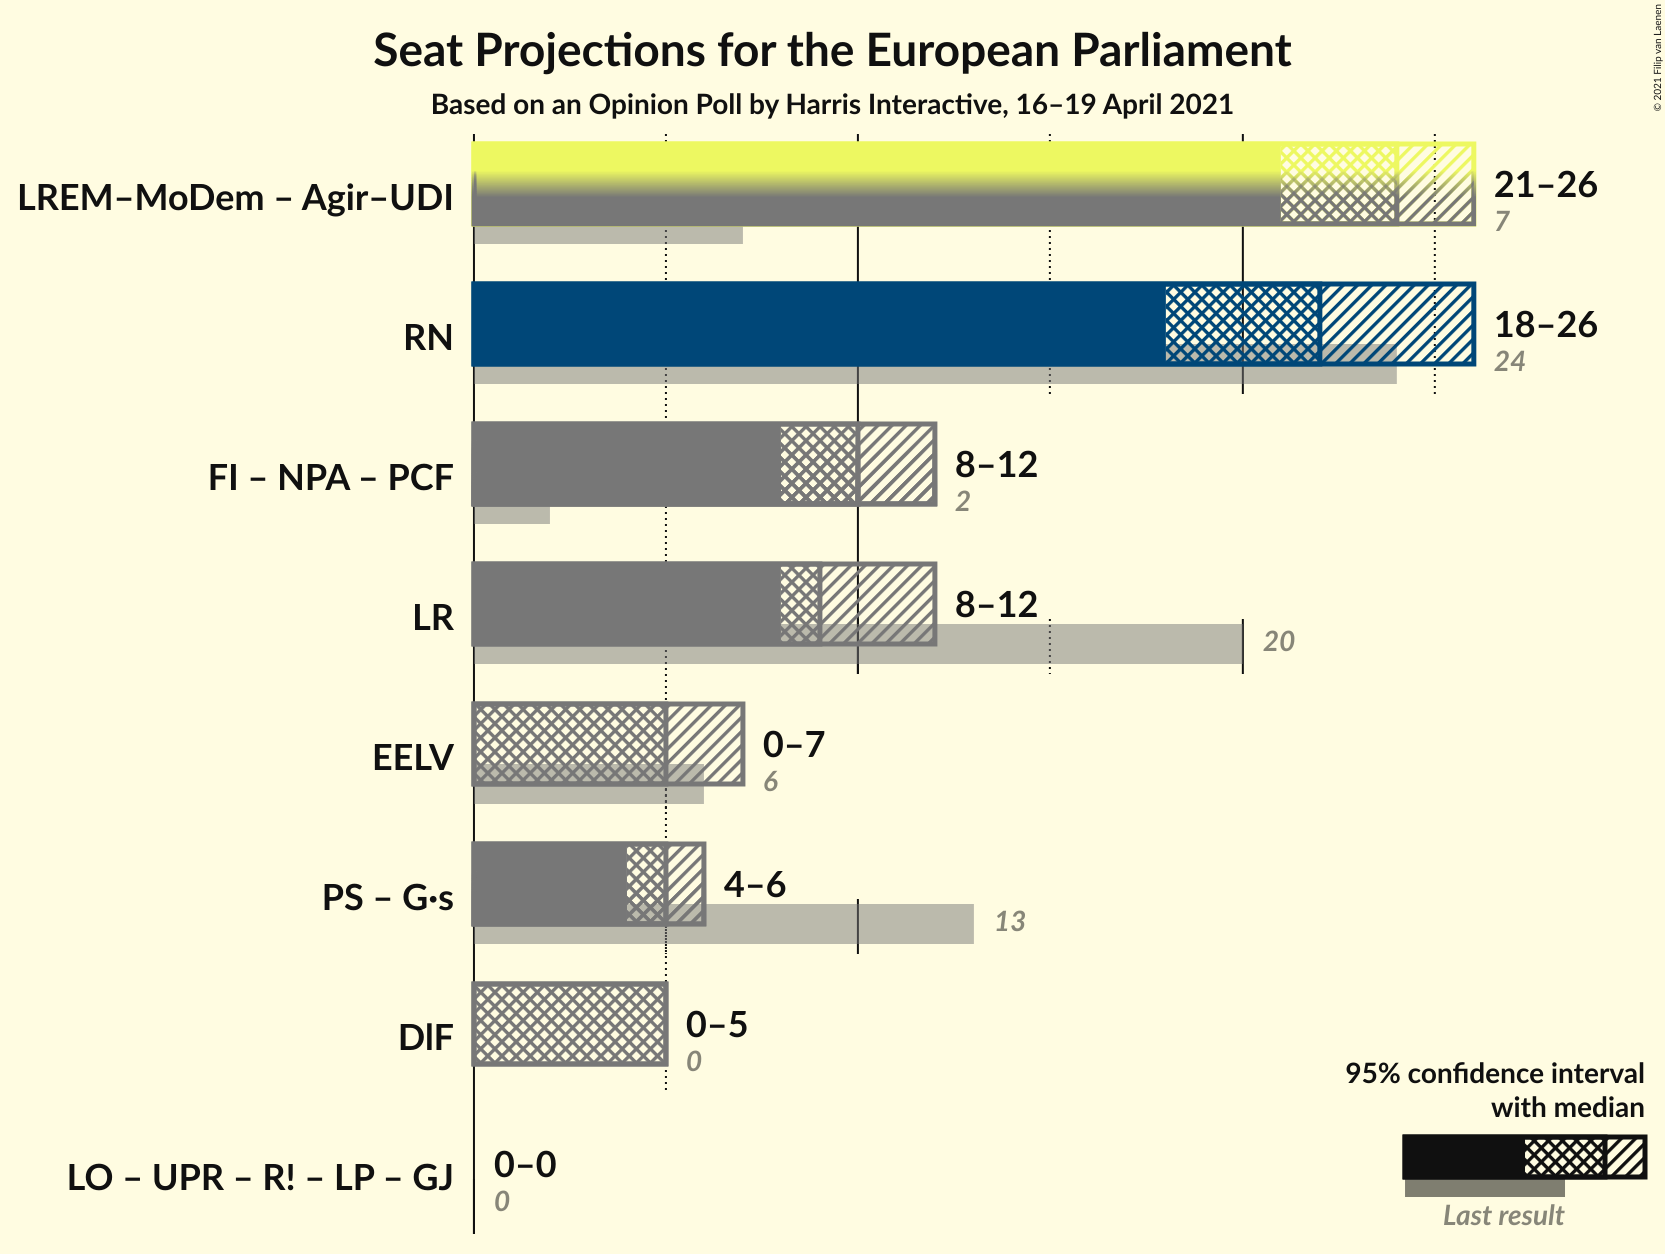 Seat Projections for the European Parliament
Based on an Opinion Poll by Harris Interactive, 16–19 April 2021
© 2021 Filip van Laenen
LREM–MoDem – Agir–UDI
21–26
7
RN
18–26
24
FI – NPA – PCF
8–12
2
LR
8–12
20
EELV
0–7
6
PS – G·s
4–6
13
DlF
0–5
0
LO – UPR – R! – LP – GJ
0–0
0
95% confidence interval
with median
Last result